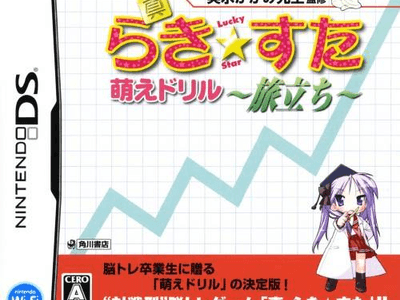 真
らき☆すた
Lucky
Star
萌えドリル
～旅立ち～
NINTENDO DS
角川書店
脳トレ卒業生に贈る
「萌えドリル」の決定版！
CERO
A
Nintendo
Wi-Fi